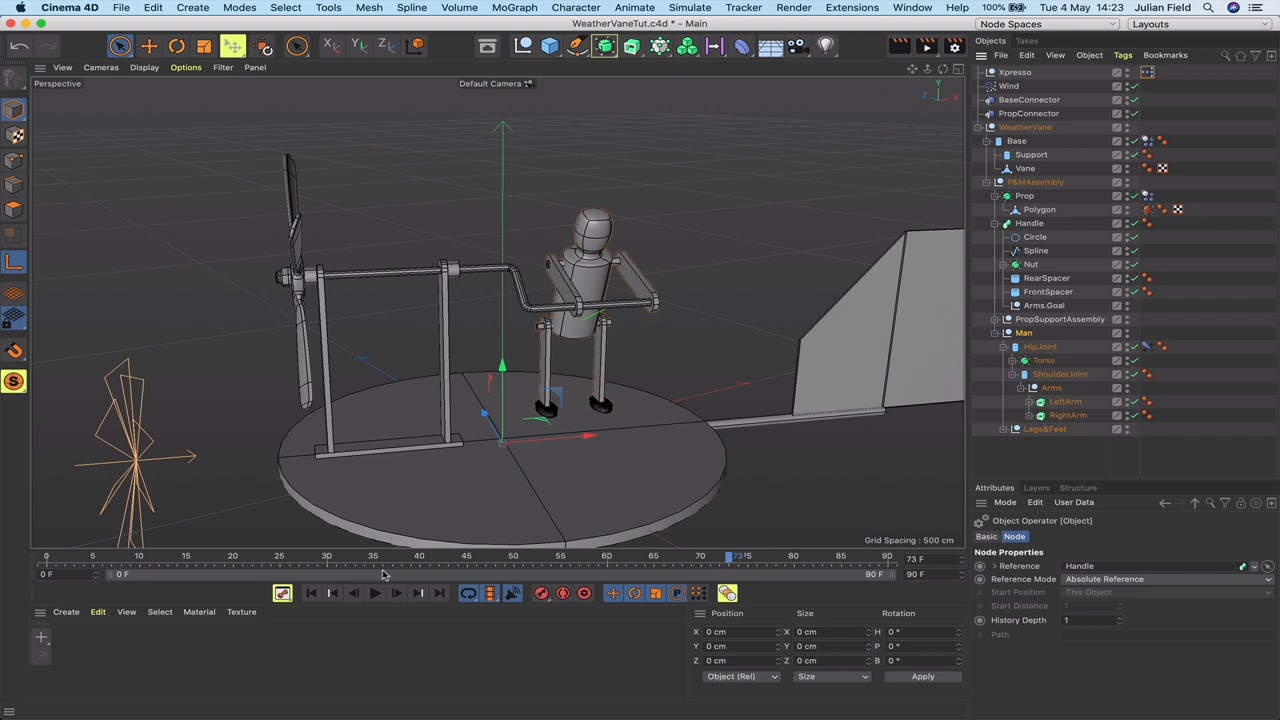 Cinema 4D File Edit Create Modes Select Tools Mesh Spline Volume MoGraph Character Animate Simulate Tracker Render Extensions Window Help 100% Tue 4 May 14:23 Julian Field
WeatherVaneTut.c4d * - Main
Node Spaces Layouts
X Y Z
Objects Takes
File Edit View Object Tags Bookmarks
View Cameras Display Options Filter Panel
Perspective
Default Camera
Y
Z X
Xpresso
Wind
BaseConnector
PropConnector
WeatherVane
Base
Support
Vane
P&MAssembly
Prop
Polygon
Handle
Circle
Spline
Nut
RearSpacer
FrontSpacer
Arms.Goal
PropSupportAssembly
Man
HipJoint
Torso
ShoulderJoint
Arms
LeftArm
RightArm
Legs&Feet
Grid Spacing : 500 cm
0 5 10 15 20 25 30 35 40 45 50 55 60 65 70 73 75 80 85 90 73 F
0 F 0 F 90 F 90 F
Attributes Layers Structure
Mode Edit User Data
Object Operator [Object]
Basic Node
Node Properties
Reference Handle
Reference Mode Absolute Reference
Start Position This Object
Start Distance 1
History Depth 1
Path
Create Edit View Select Material Texture
Position Size Rotation
X 0 cm X 0 cm H 0 °
Y 0 cm Y 0 cm P 0 °
Z 0 cm Z 0 cm B 0 °
Object (Rel) Size Apply